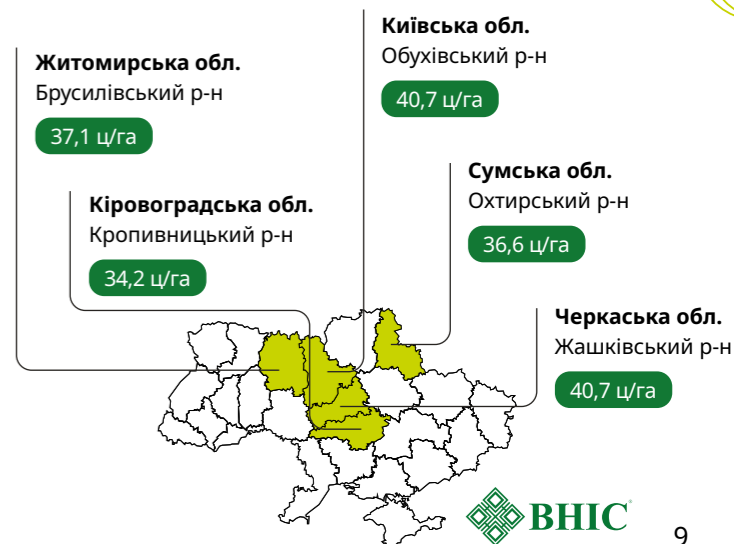 Київська обл.
Обухівський р-н
40,7 ц/га
Житомирська обл.
Брусилівський р-н
37,1 ц/га
Сумська обл.
Охтирський р-н
36,6 ц/га
Кіровоградська обл.
Кропивницький р-н
34,2 ц/га
Черкаська обл.
Жашківський р-н
40,7 ц/га
ВНІС
9